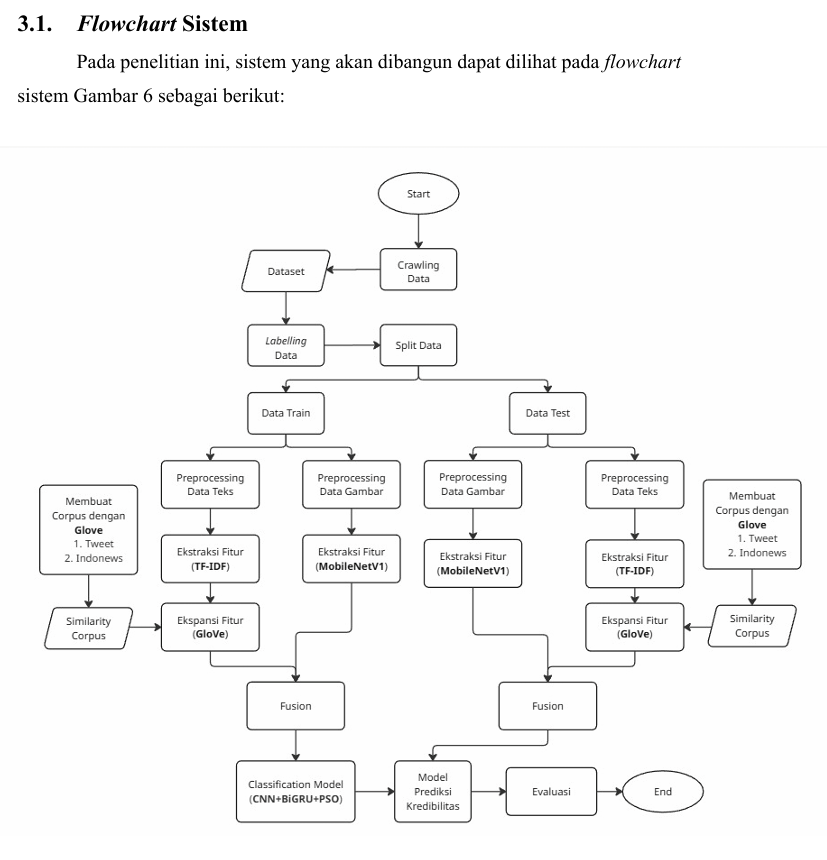 3.1. Flowchart Sistem
Pada penelitian ini, sistem yang akan dibangun dapat dilihat pada flowchart
sistem Gambar 6 sebagai berikut:
Start
Crawling
Data
Dataset
Labelling
Data
Split Data
Data Train
Data Test
Preprocessing
Data Teks
Preprocessing
Data Gambar
Preprocessing
Data Gambar
Preprocessing
Data Teks
Membuat
Corpus dengan
Glove
1. Tweet
2. Indonews
Ekstraksi Fitur
(TF-IDF)
Ekstraksi Fitur
(MobileNetV1)
Ekstraksi Fitur
(MobileNetV1)
Ekstraksi Fitur
(TF-IDF)
Membuat
Corpus dengan
Glove
1. Tweet
2. Indonews
Similarity
Corpus
Ekspansi Fitur
(GloVe)
Ekspansi Fitur
(GloVe)
Similarity
Corpus
Fusion
Fusion
Classification Model
(CNN+BiGRU+PSO)
Model
Prediksi
Kredibilitas
Evaluasi
End